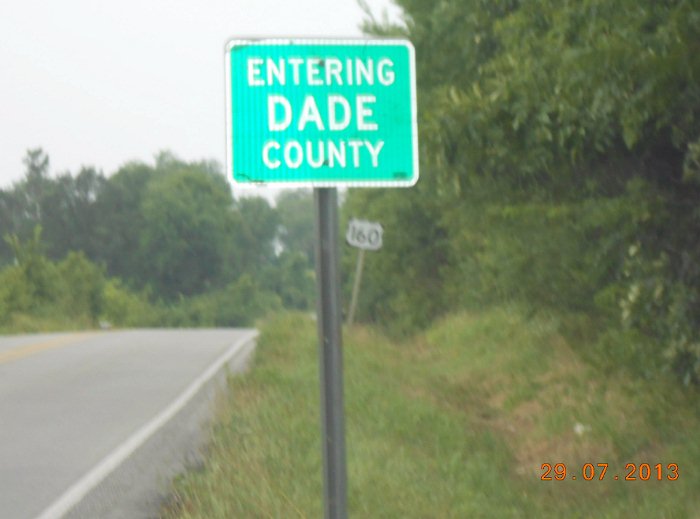 ENTERING
DADE
COUNTY
160
29.07.2013